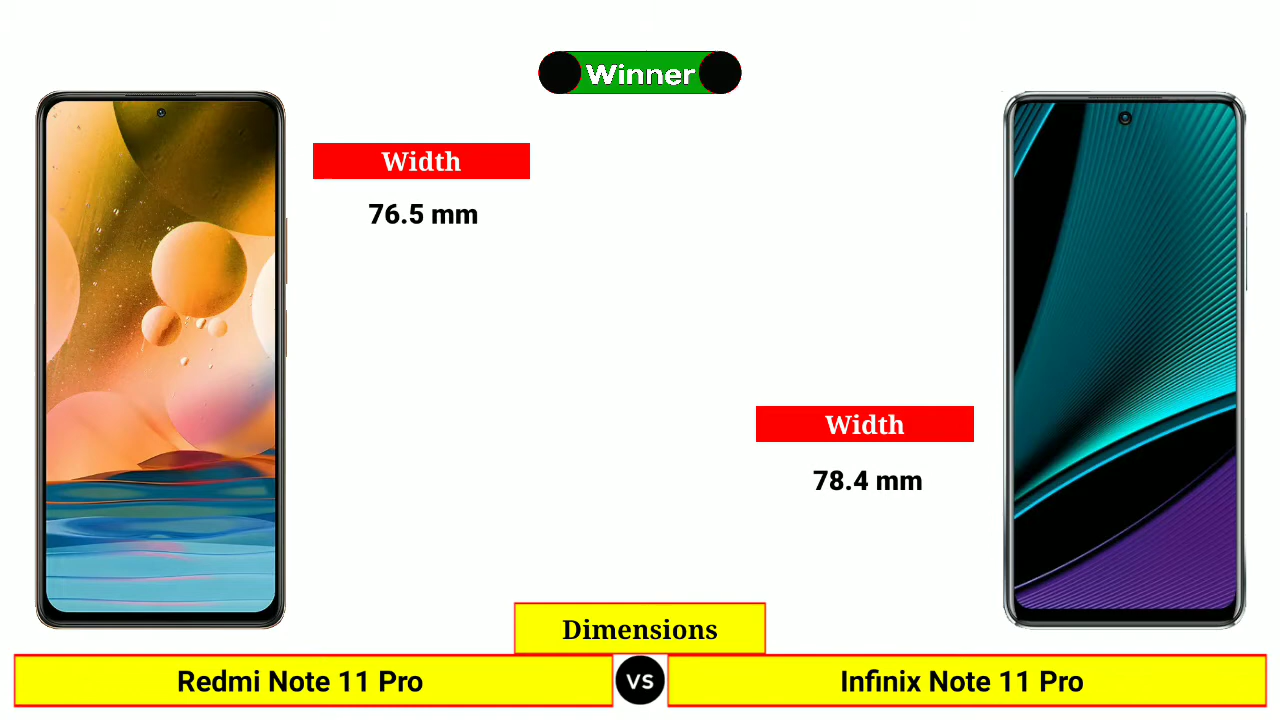 Winner
Width
76.5 mm
Width
78.4 mm
Dimensions
Redmi Note 11 Pro
VS
Infinix Note 11 Pro